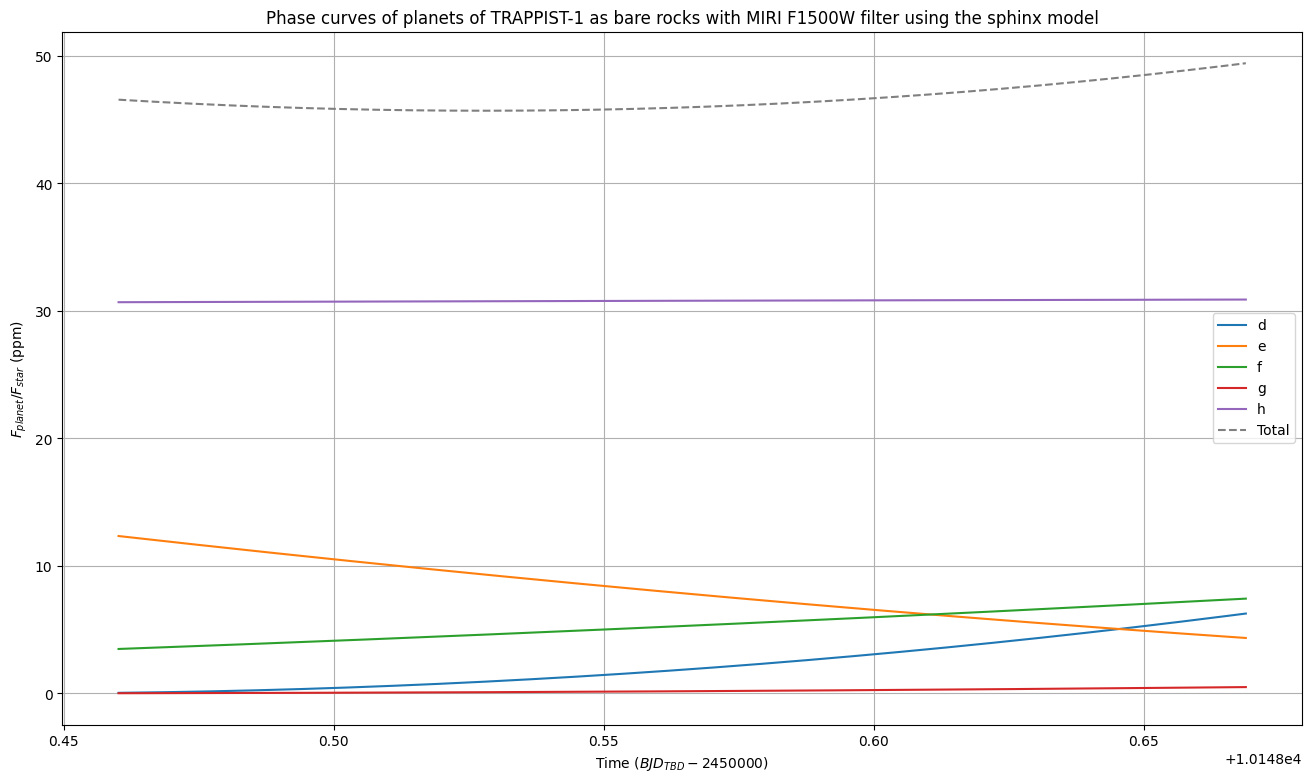 Phase curves of planets of TRAPPIST-1 as bare rocks with MIRI F1500W filter using the sphinx model
50
40
30
20
10
0
F_planet/F_star (ppm)
d
e
f
g
h
Total
0.45 0.50 0.55 0.60 0.65
+1.0148e4
Time (BJD_TBD − 2450000)